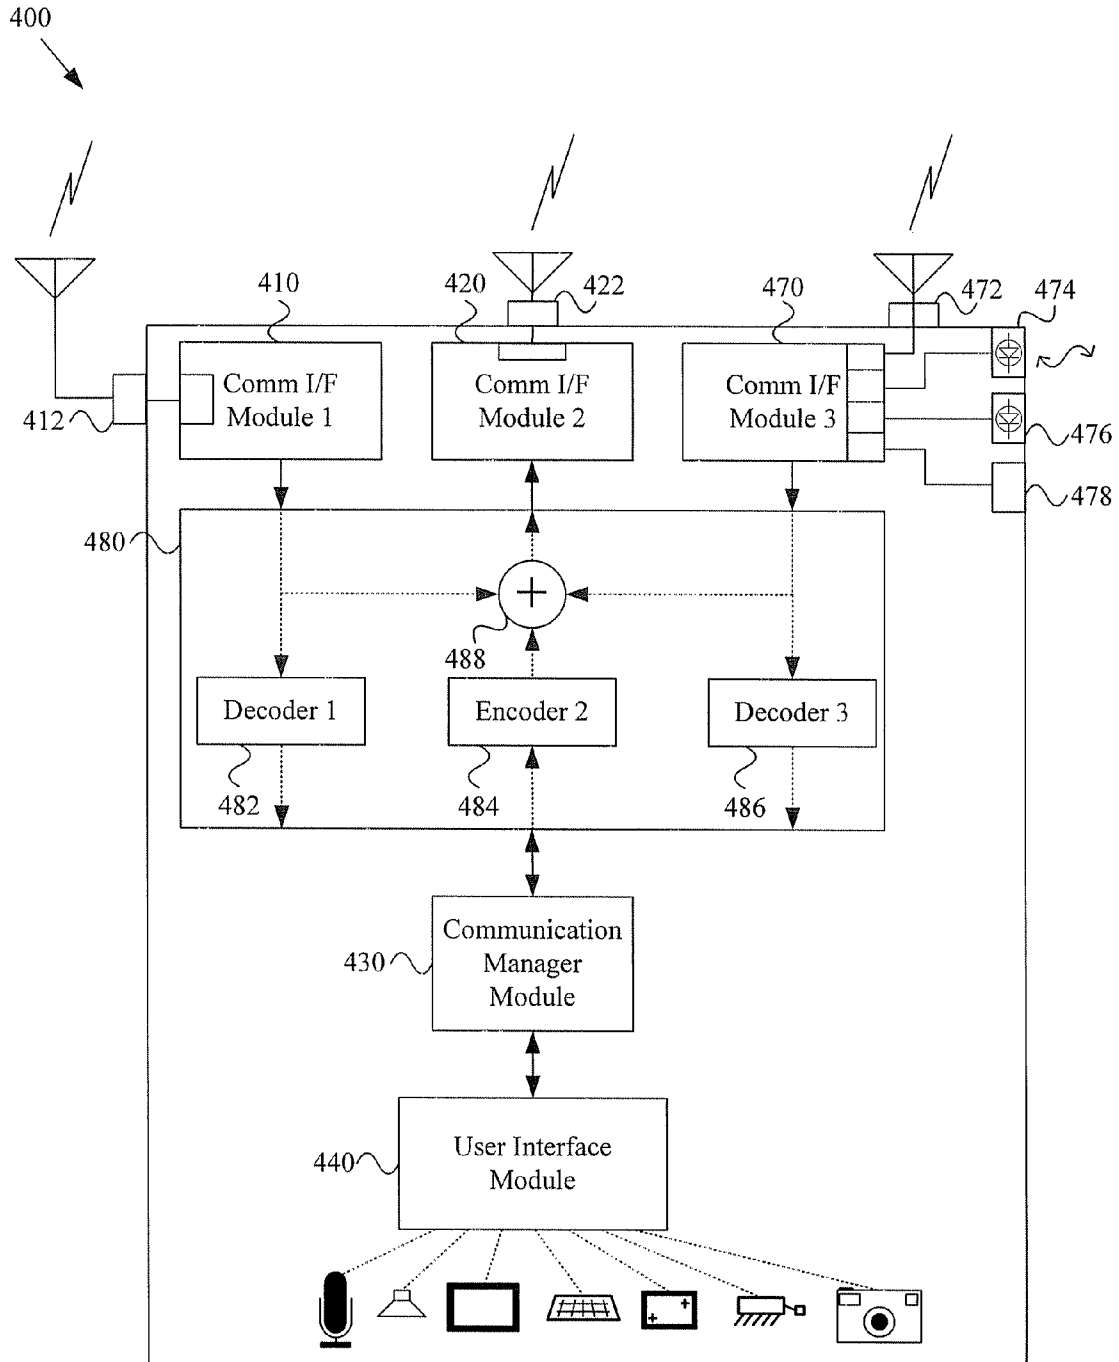 400
410
420
422
470
472
474
Comm I/F
Module 1
Comm I/F
Module 2
Comm I/F
Module 3
412
476
478
480
+
488
Decoder 1
Encoder 2
Decoder 3
482
484
486
Communication
Manager
Module
430
User Interface
Module
440